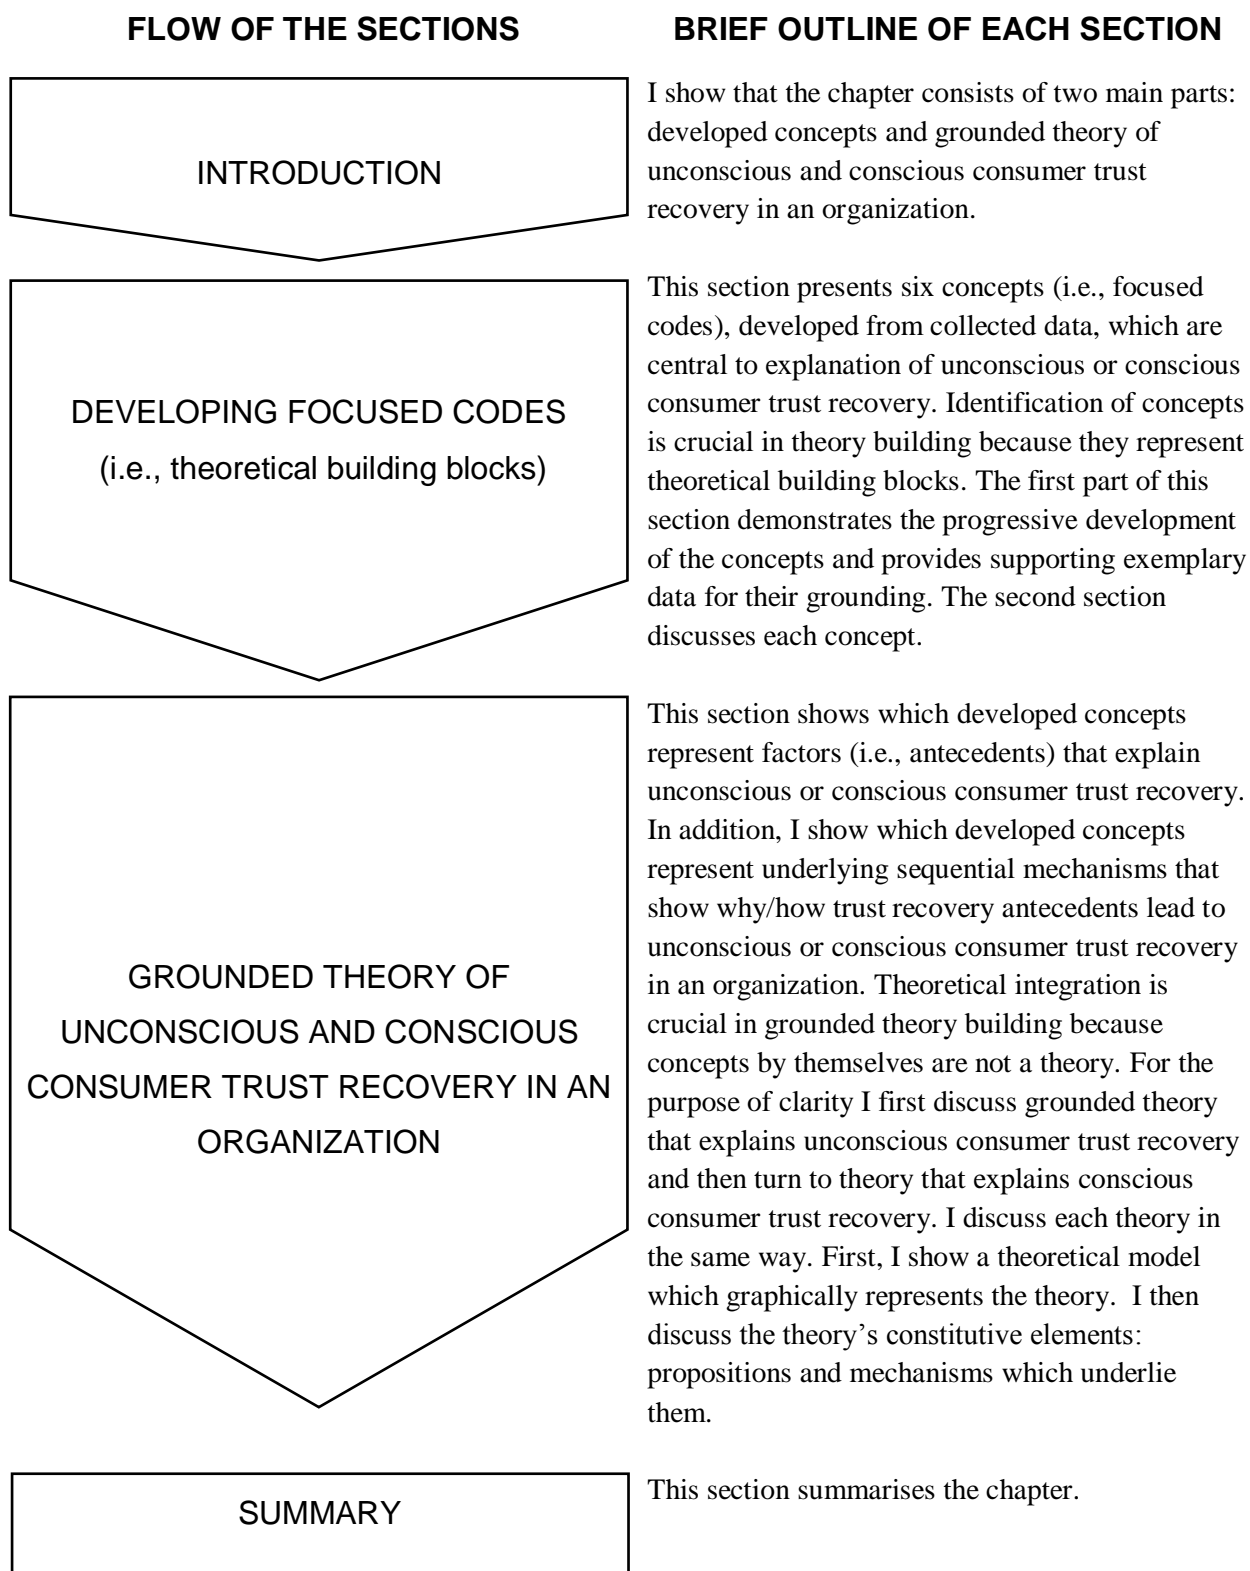 FLOW OF THE SECTIONS
BRIEF OUTLINE OF EACH SECTION
INTRODUCTION
I show that the chapter consists of two main parts:
developed concepts and grounded theory of
unconscious and conscious consumer trust
recovery in an organization.
DEVELOPING FOCUSED CODES
(i.e., theoretical building blocks)
This section presents six concepts (i.e., focused
codes), developed from collected data, which are
central to explanation of unconscious or conscious
consumer trust recovery. Identification of concepts
is crucial in theory building because they represent
theoretical building blocks. The first part of this
section demonstrates the progressive development
of the concepts and provides supporting exemplary
data for their grounding. The second section
discusses each concept.
GROUNDED THEORY OF
UNCONSCIOUS AND CONSCIOUS
CONSUMER TRUST RECOVERY IN AN
ORGANIZATION
This section shows which developed concepts
represent factors (i.e., antecedents) that explain
unconscious or conscious consumer trust recovery.
In addition, I show which developed concepts
represent underlying sequential mechanisms that
show why/how trust recovery antecedents lead to
unconscious or conscious consumer trust recovery
in an organization. Theoretical integration is
crucial in grounded theory building because
concepts by themselves are not a theory. For the
purpose of clarity I first discuss grounded theory
that explains unconscious consumer trust recovery
and then turn to theory that explains conscious
consumer trust recovery. I discuss each theory in
the same way. First, I show a theoretical model
which graphically represents the theory.  I then
discuss the theory’s constitutive elements:
propositions and mechanisms which underlie
them.
SUMMARY
This section summarises the chapter.